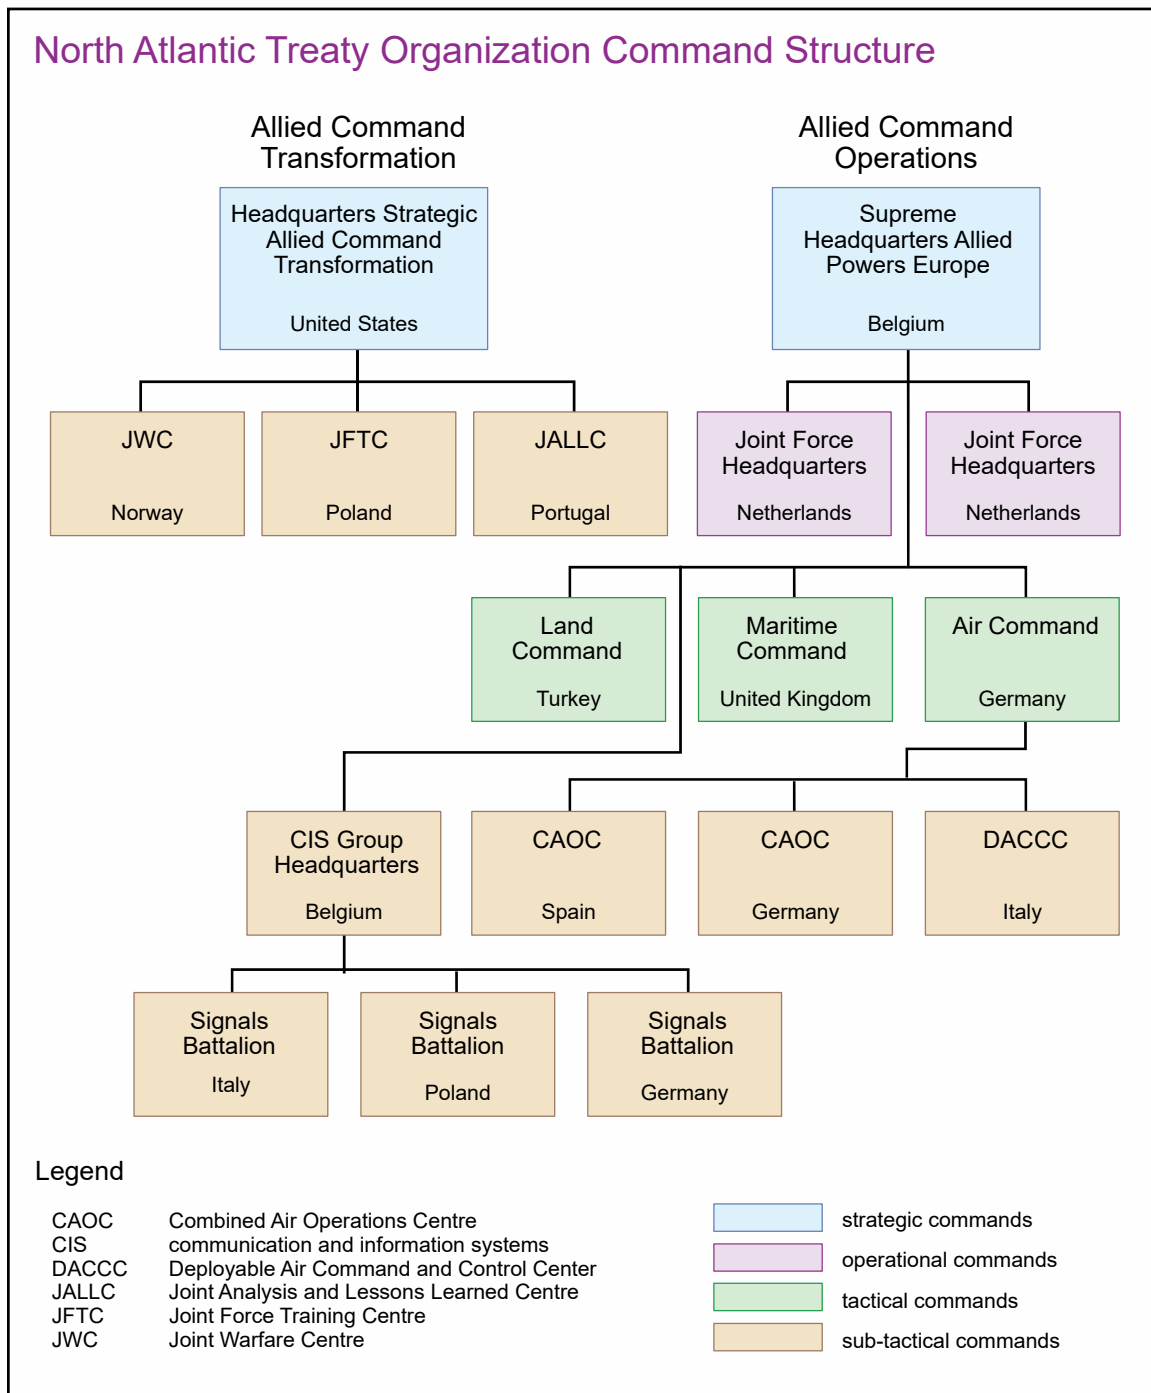 North Atlantic Treaty Organization Command Structure
Allied Command
Transformation
Allied Command
Operations
Headquarters Strategic
Allied Command
Transformation
United States
Supreme
Headquarters Allied
Powers Europe
Belgium
JWC
Norway
JFTC
Poland
JALLC
Portugal
Joint Force
Headquarters
Netherlands
Joint Force
Headquarters
Netherlands
Land
Command
Turkey
Maritime
Command
United Kingdom
Air Command
Germany
CIS Group
Headquarters
Belgium
CAOC
Spain
CAOC
Germany
DACCC
Italy
Signals
Battalion
Italy
Signals
Battalion
Poland
Signals
Battalion
Germany
Legend
CAOC Combined Air Operations Centre
CIS communication and information systems
DACCC Deployable Air Command and Control Center
JALLC Joint Analysis and Lessons Learned Centre
JFTC Joint Force Training Centre
JWC Joint Warfare Centre
strategic commands
operational commands
tactical commands
sub-tactical commands